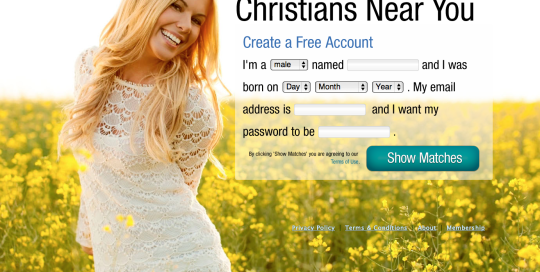 Christians Near You
Create a Free Account
I'm a male named and I was
born on Day Month Year . My email
address is and I want my
password to be .
By clicking 'Show Matches' you are agreeing to our
Terms of Use.
Show Matches
Privacy Policy Terms & Conditions About Membership